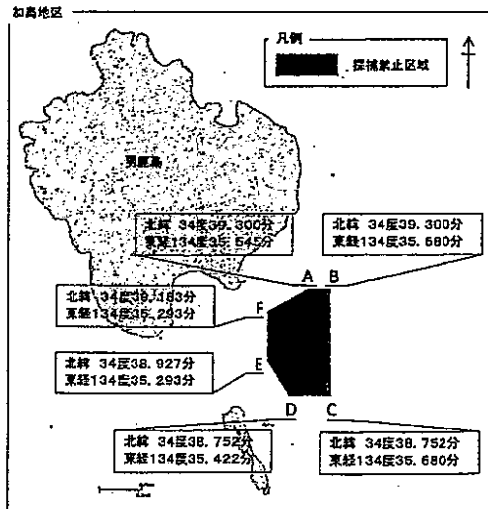 加島地区
凡例
採捕禁止区域
男鹿島
北緯 34度39.300分
東経134度35.545分
北緯 34度39.300分
東経134度35.680分
A B
北緯 34度39.183分
東経134度35.293分
F
北緯 34度38.927分
東経134度35.293分
E
D C
北緯 34度38.752分
東経134度35.422分
北緯 34度38.752分
東経134度35.680分